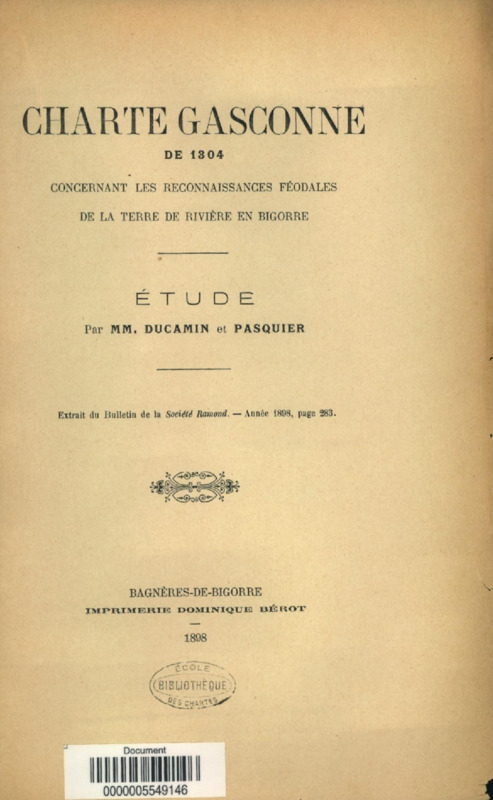 CHARTE GASCONNE
DE 1304
CONCERNANT LES RECONNAISSANCES FÉODALES
DE LA TERRE DE RIVIÈRE EN BIGORRE
ÉTUDE
Par MM. DUCAMIN et PASQUIER
Extrait du Bulletin de la Société Ramond. — Année 1898, page 283.
BAGNÈRES-DE-BIGORRE
IMPRIMERIE DOMINIQUE BÉROT
1898
ÉCOLE
BIBLIOTHÈQUE
DES CHARTES
Document
0000005549146